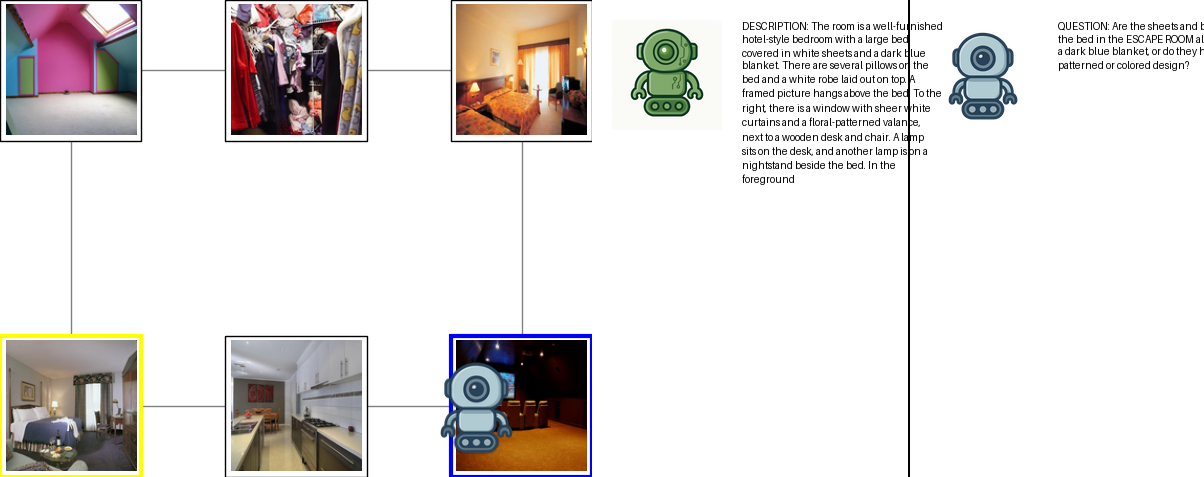 DESCRIPTION: The room is a well-furnished
hotel-style bedroom with a large bed
covered in white sheets and a dark blue
blanket. There are several pillows on the
bed and a white robe laid out on top. A
framed picture hangs above the bed. To the
right, there is a window with sheer white
curtains and a floral-patterned valance,
next to a wooden desk and chair. A lamp
sits on the desk, and another lamp is on a
nightstand beside the bed. In the
foreground
QUESTION: Are the sheets and b
the bed in the ESCAPE ROOM al
a dark blue blanket, or do they h
patterned or colored design?